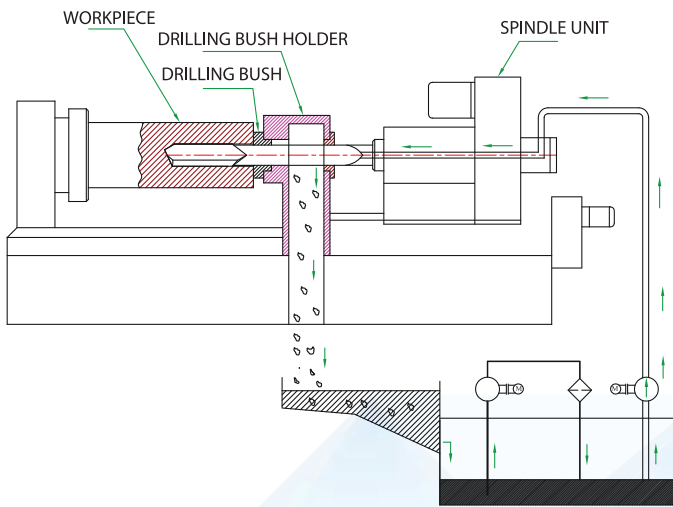 WORKPIECE
DRILLING BUSH HOLDER
SPINDLE UNIT
DRILLING BUSH
M
M